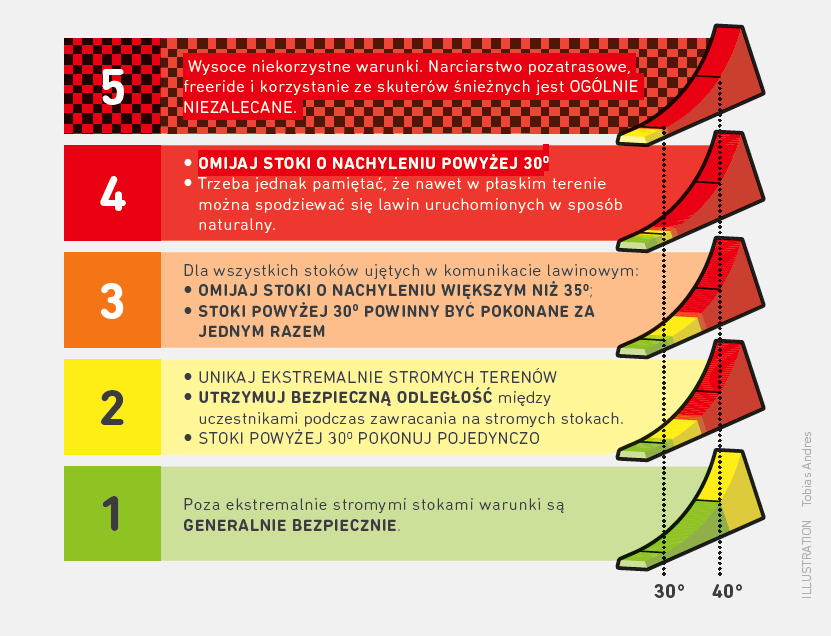 5
Wysoce niekorzystne warunki. Narciarstwo pozatrasowe,
freeride i korzystanie ze skuterów śnieżnych jest OGÓLNIE
NIEZALECANE.
4
• OMIJAJ STOKI O NACHYLENIU POWYŻEJ 30º
• Trzeba jednak pamiętać, że nawet w płaskim terenie
można spodziewać się lawin uruchomionych w sposób
naturalny.
3
Dla wszystkich stoków ujętych w komunikacie lawinowym:
• OMIJAJ STOKI O NACHYLENIU WIĘKSZYM NIŻ 35º;
• STOKI POWYŻEJ 30º POWINNY BYĆ POKONANE ZA
JEDNYM RAZEM
2
• UNIKAJ EKSTREMALNIE STROMYCH TERENÓW
• UTRZYMUJ BEZPIECZNĄ ODLEGŁOŚĆ między
uczestnikami podczas zawracania na stromych stokach.
• STOKI POWYŻEJ 30º POKONUJ POJEDYNCZO
1
Poza ekstremalnie stromymi stokami warunki są
GENERALNIE BEZPIECZNIE.
30° 40°
ILLUSTRATION Tobias Andres